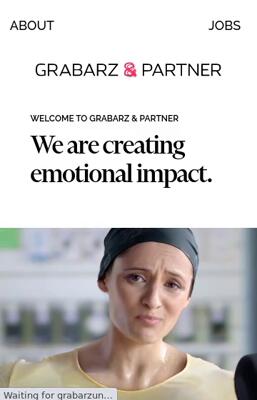 ABOUT JOBS
GRABARZ & PARTNER
WELCOME TO GRABARZ & PARTNER
We are creating
emotional impact.
Waiting for grabarzun...